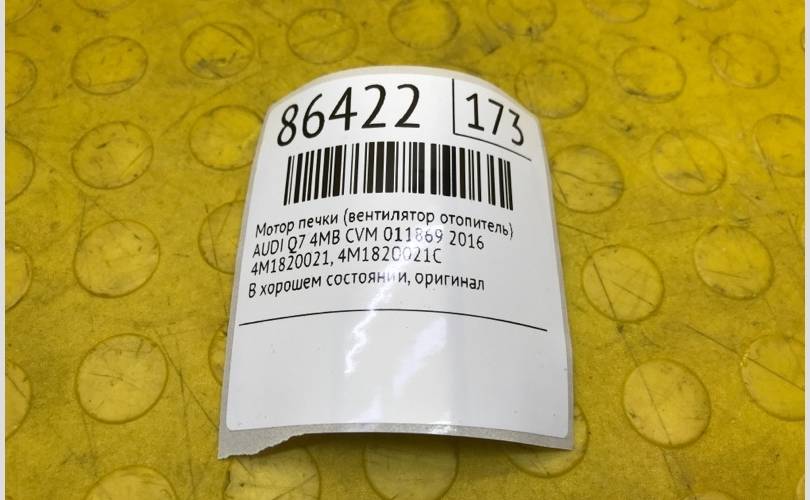 86422 173
Мотор печки (вентилятор отопитель)
AUDI Q7 4MB CVM 011869 2016
4M1820021, 4M1820021C
В хорошем состоянии, оригинал